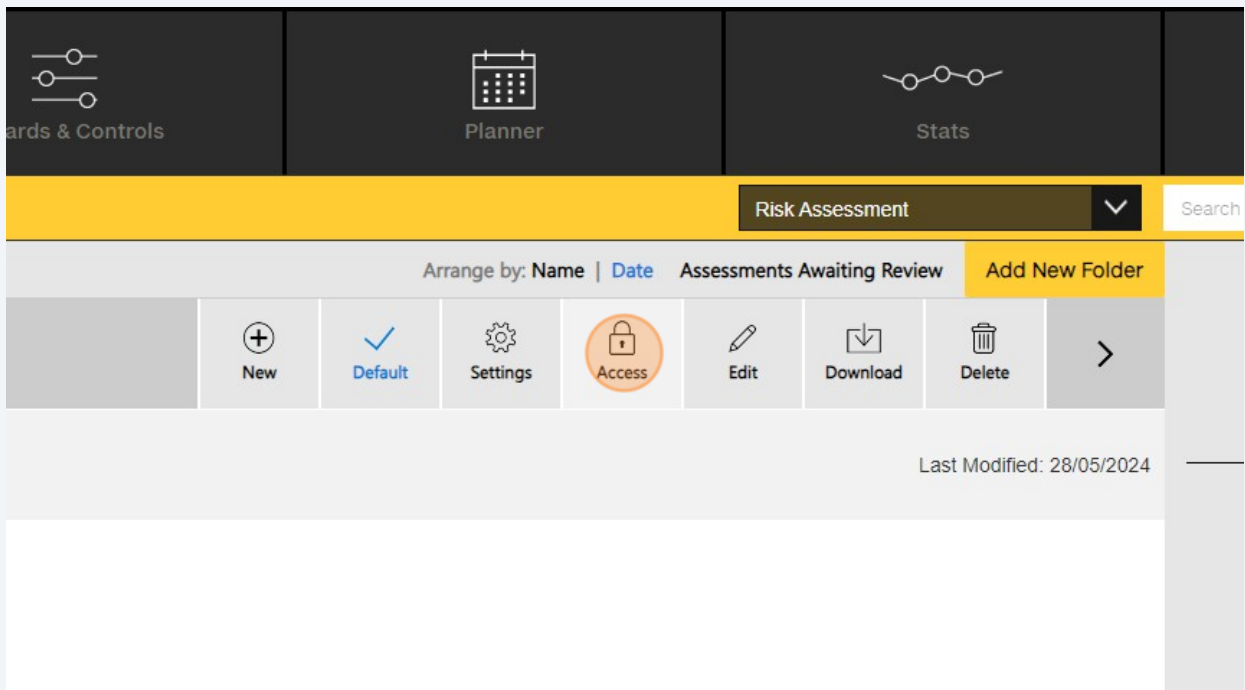 ards & Controls
Planner
Stats
Risk Assessment
Search
Arrange by: Name | Date Assessments Awaiting Review Add New Folder
New Default Settings Access Edit Download Delete
Last Modified: 28/05/2024